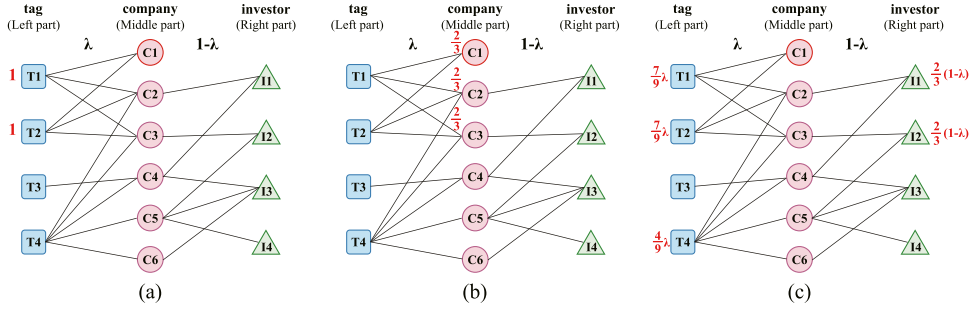 tag company investor
(Left part) (Middle part) (Right part)
λ 1-λ
C1
1 T1 I1
C2
1 T2 C3 I2
T3 C4 I3
C5
T4 I4
C6
(a)
tag company investor
(Left part) (Middle part) (Right part)
λ 1-λ
2/3 C1
T1 I1
2/3 C2
T2 2/3 C3 I2
T3 C4 I3
C5
T4 I4
C6
(b)
tag company investor
(Left part) (Middle part) (Right part)
λ 1-λ
C1
7/9 λ T1 I1 2/3 (1-λ)
C2
7/9 λ T2 C3 I2 2/3 (1-λ)
T3 C4 I3
C5
4/9 λ T4 I4
C6
(c)